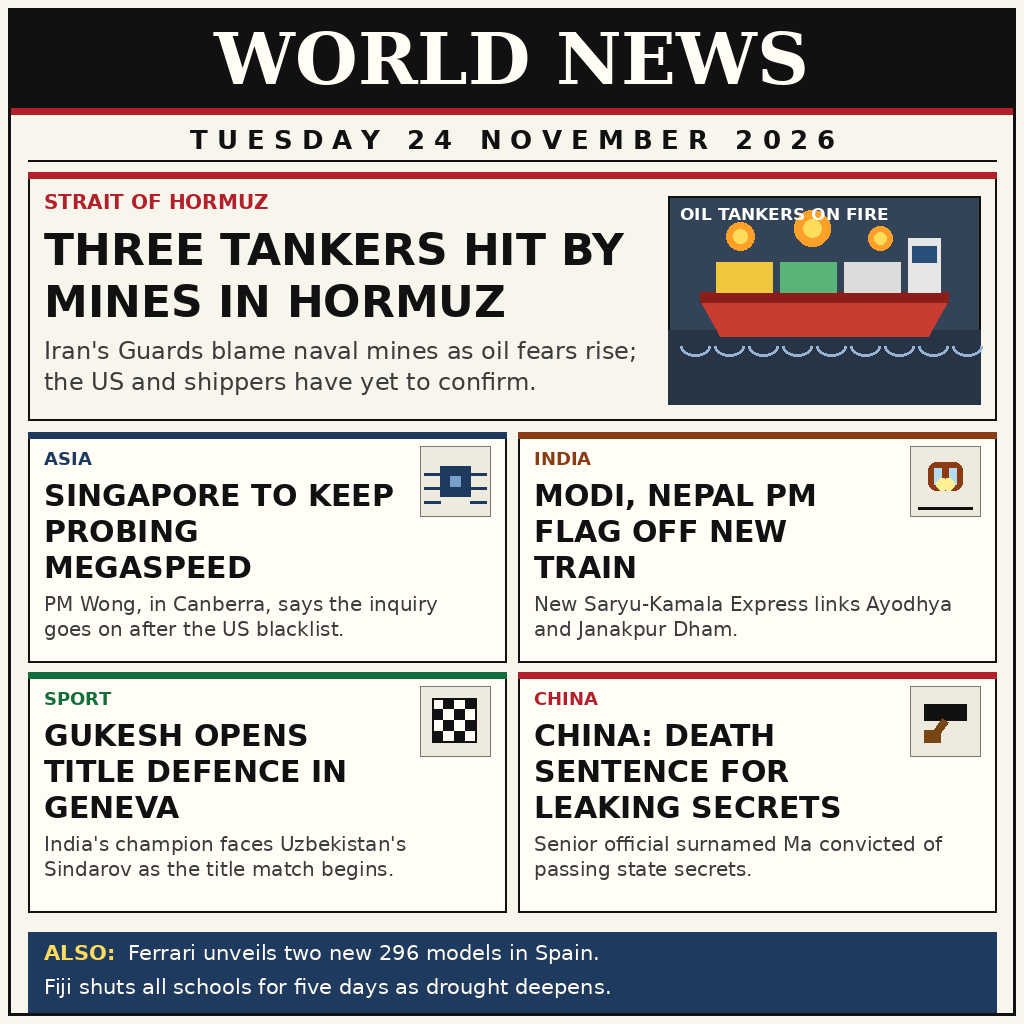 WORLD NEWS
TUESDAY 24 NOVEMBER 2026
STRAIT OF HORMUZ
THREE TANKERS HIT BY
MINES IN HORMUZ
Iran's Guards blame naval mines as oil fears rise;
the US and shippers have yet to confirm.
OIL TANKERS ON FIRE
ASIA
SINGAPORE TO KEEP
PROBING
MEGASPEED
PM Wong, in Canberra, says the inquiry
goes on after the US blacklist.
INDIA
MODI, NEPAL PM
FLAG OFF NEW
TRAIN
New Saryu-Kamala Express links Ayodhya
and Janakpur Dham.
SPORT
GUKESH OPENS
TITLE DEFENCE IN
GENEVA
India's champion faces Uzbekistan's
Sindarov as the title match begins.
CHINA
CHINA: DEATH
SENTENCE FOR
LEAKING SECRETS
Senior official surnamed Ma convicted of
passing state secrets.
ALSO: Ferrari unveils two new 296 models in Spain.
Fiji shuts all schools for five days as drought deepens.